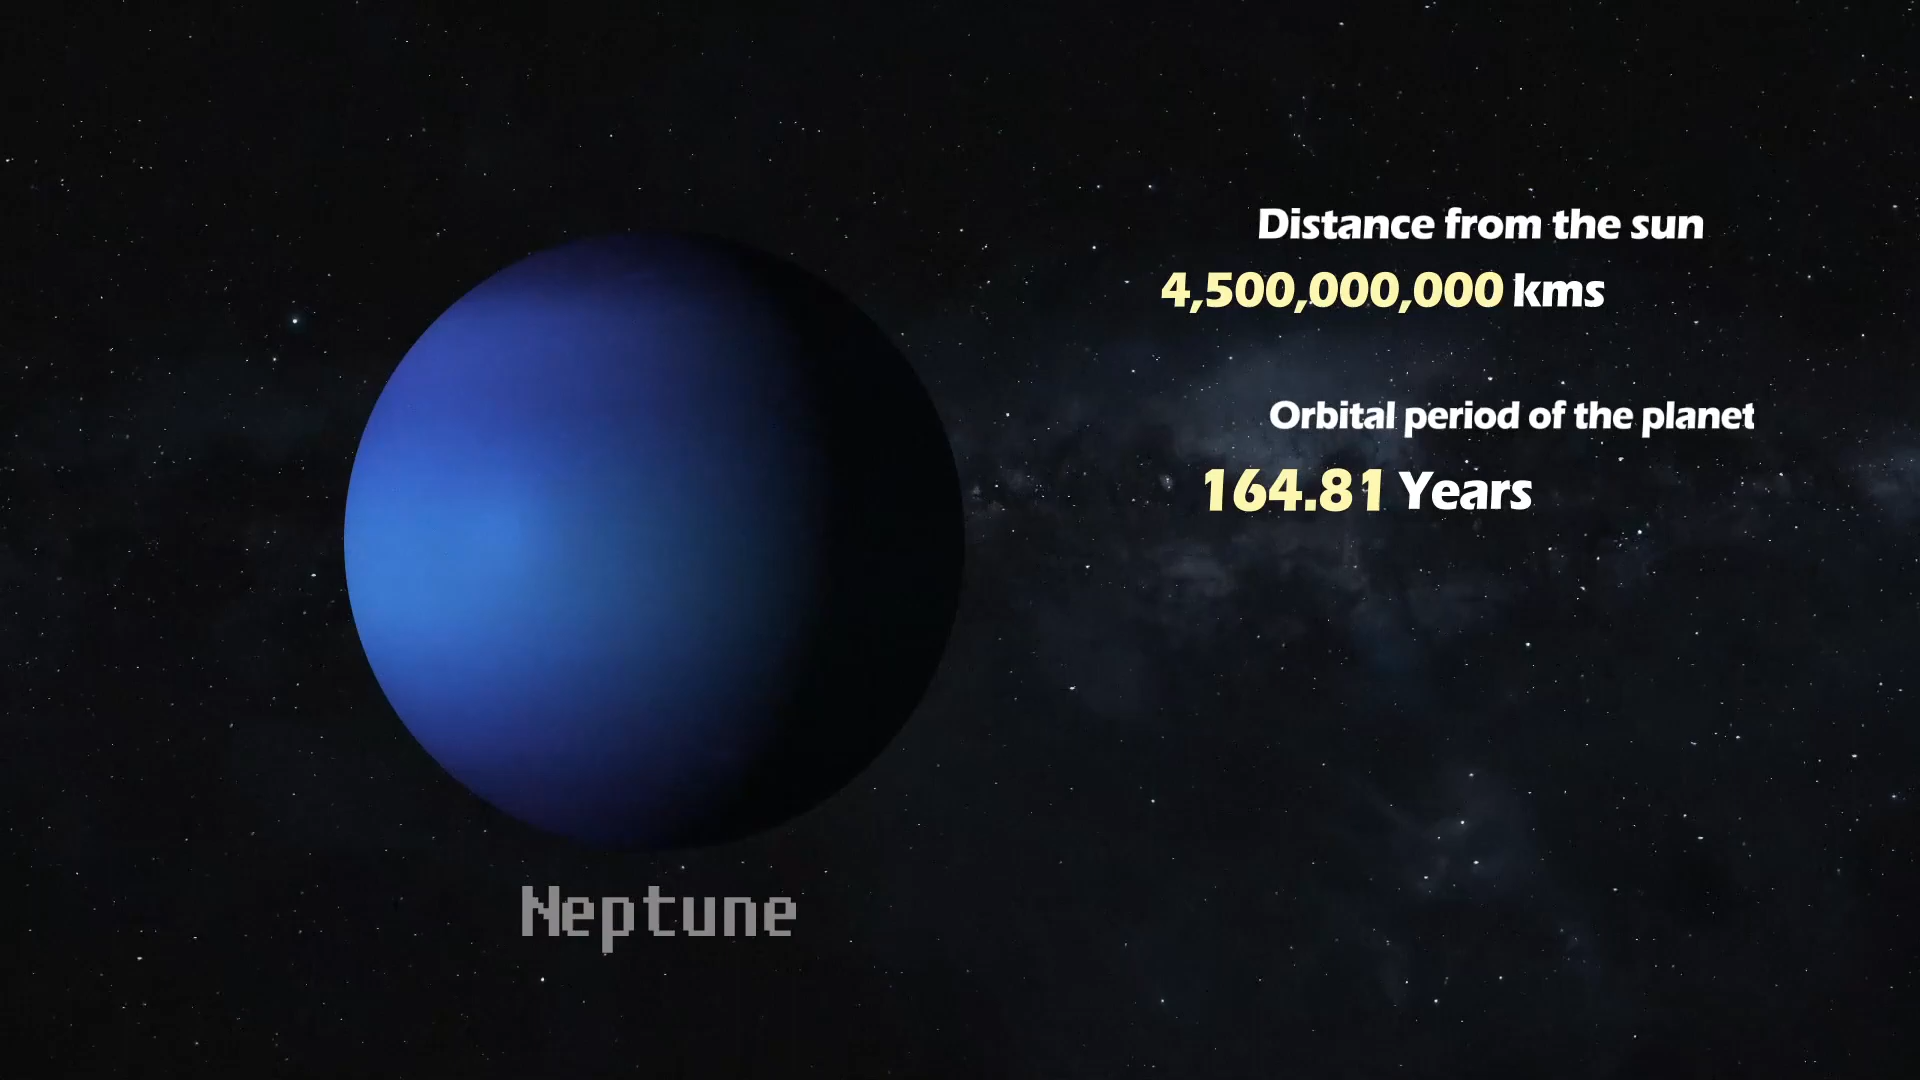 Distance from the sun
4,500,000,000 kms
Orbital period of the planet
164.81 Years
Neptune